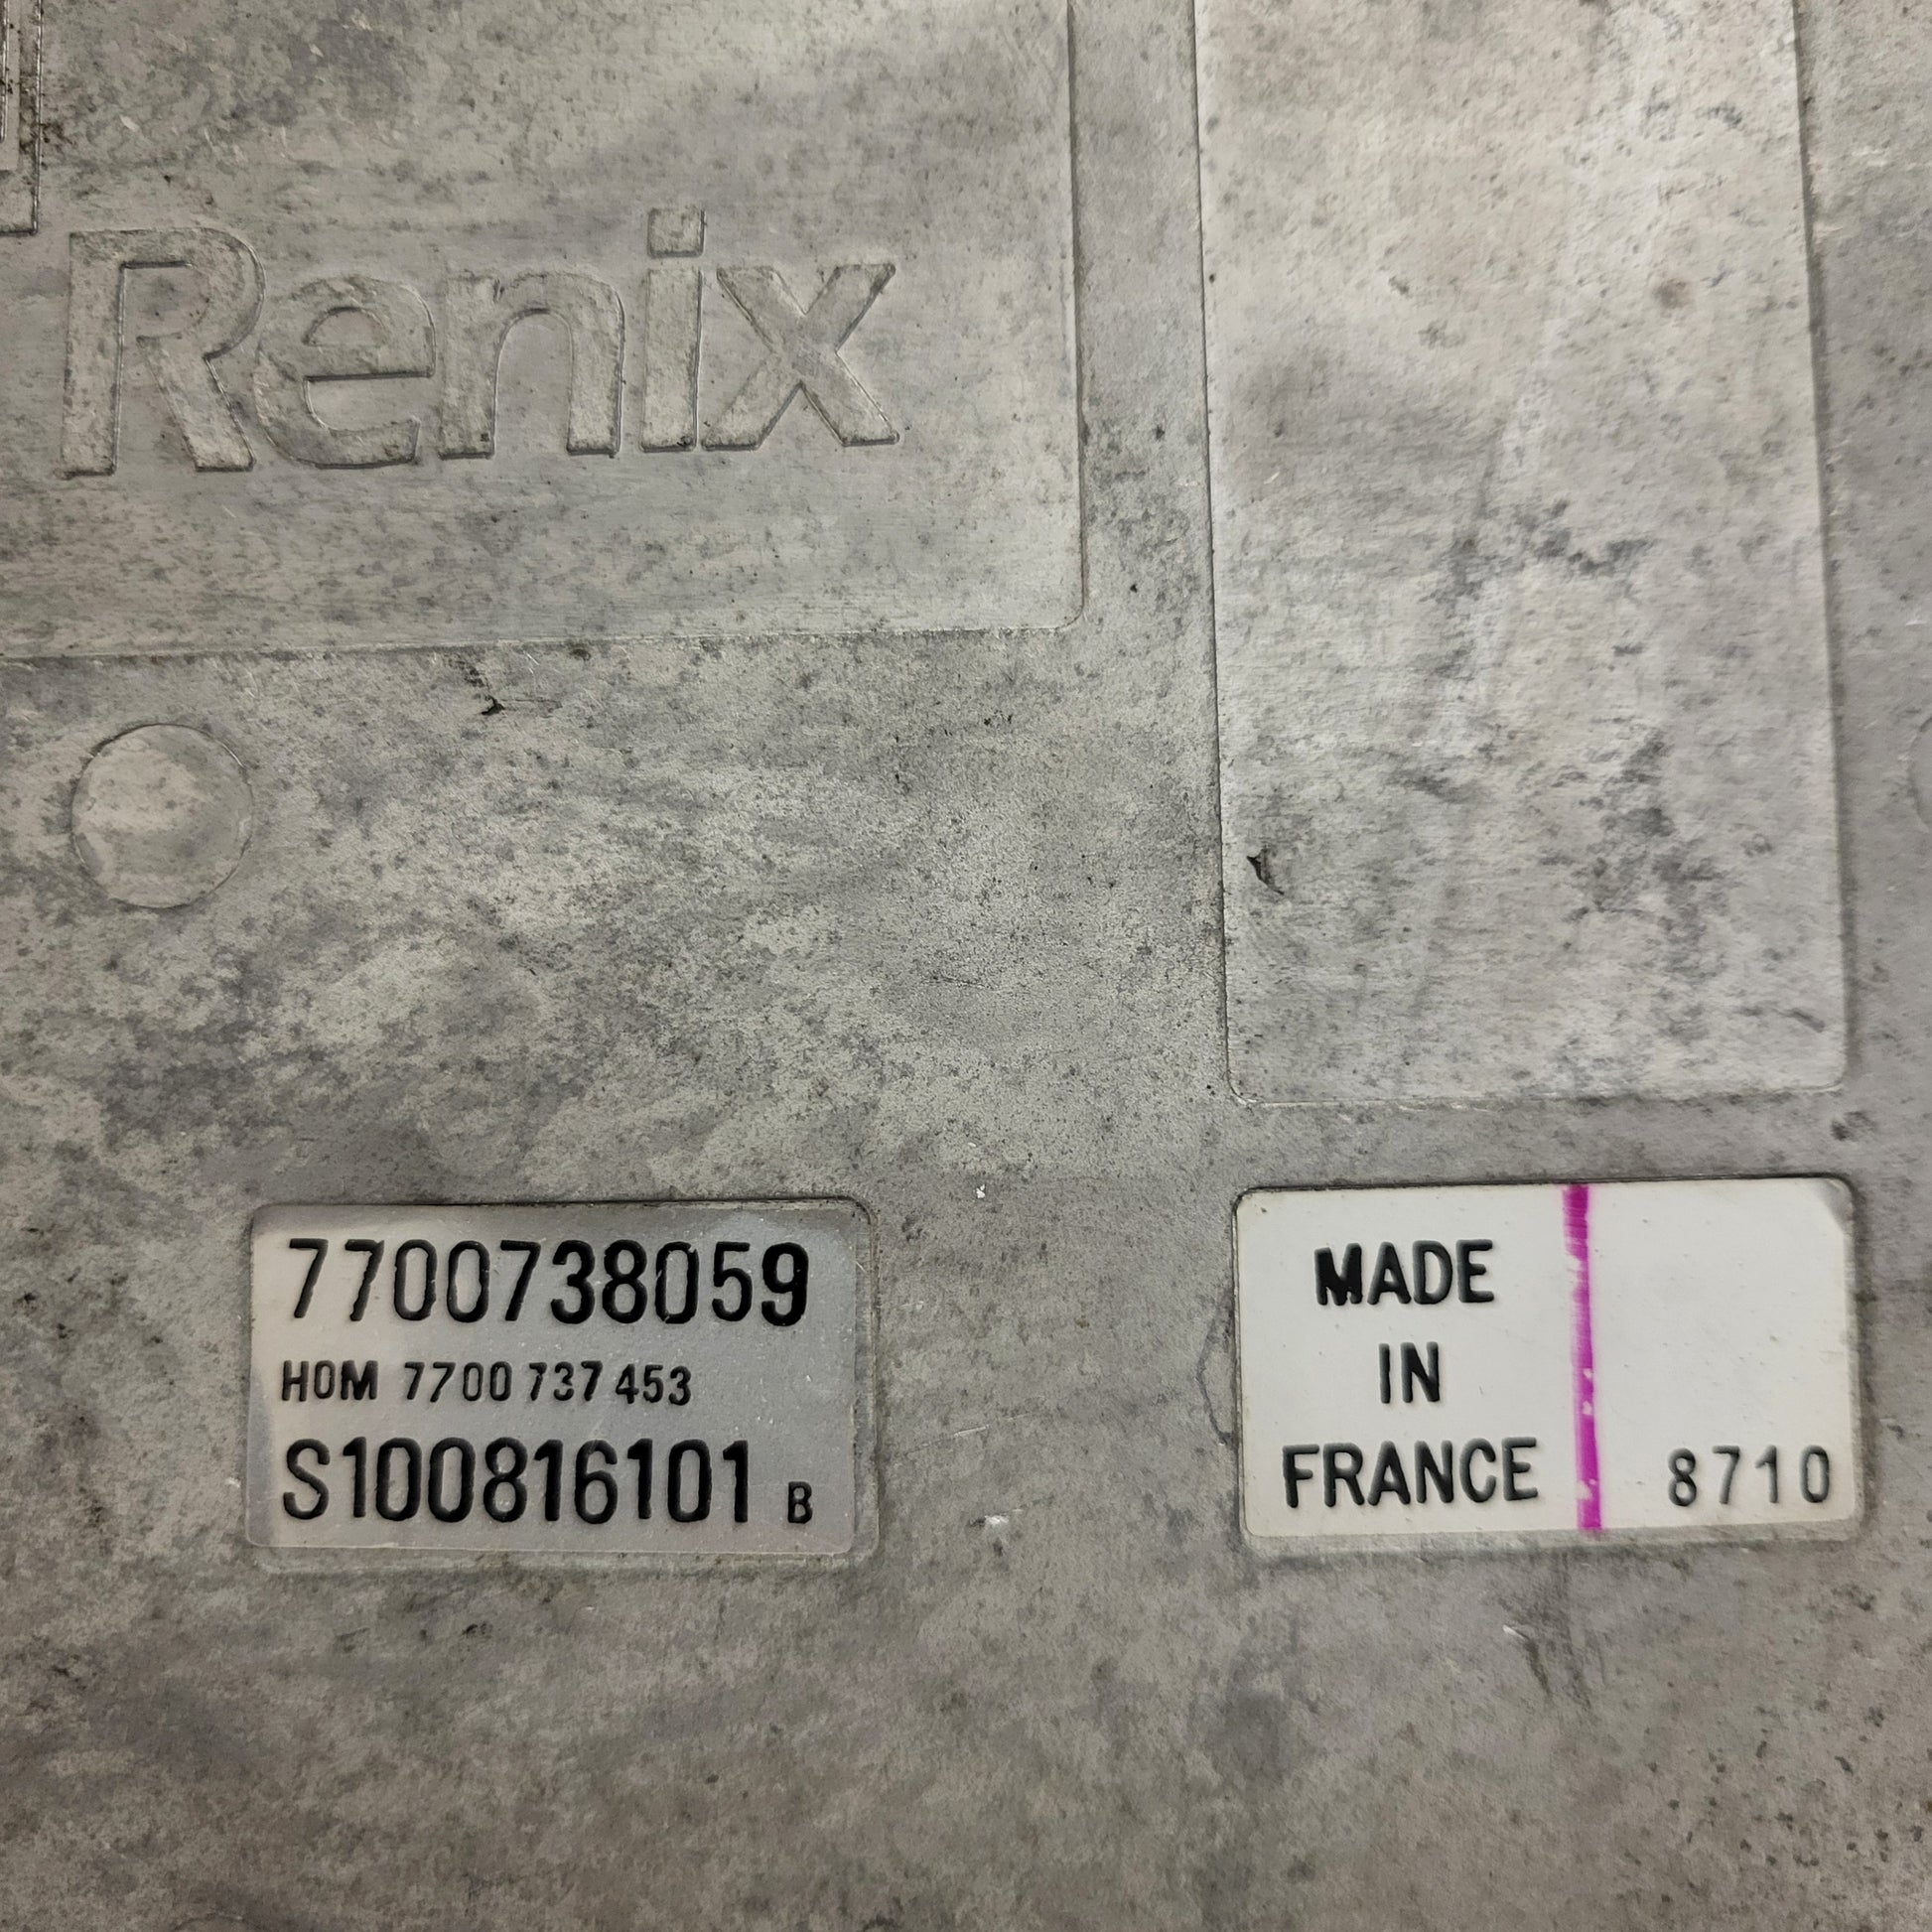 Renix
7700738059
HOM 7700 737 453
S100816101 B
MADE
IN
FRANCE 8710